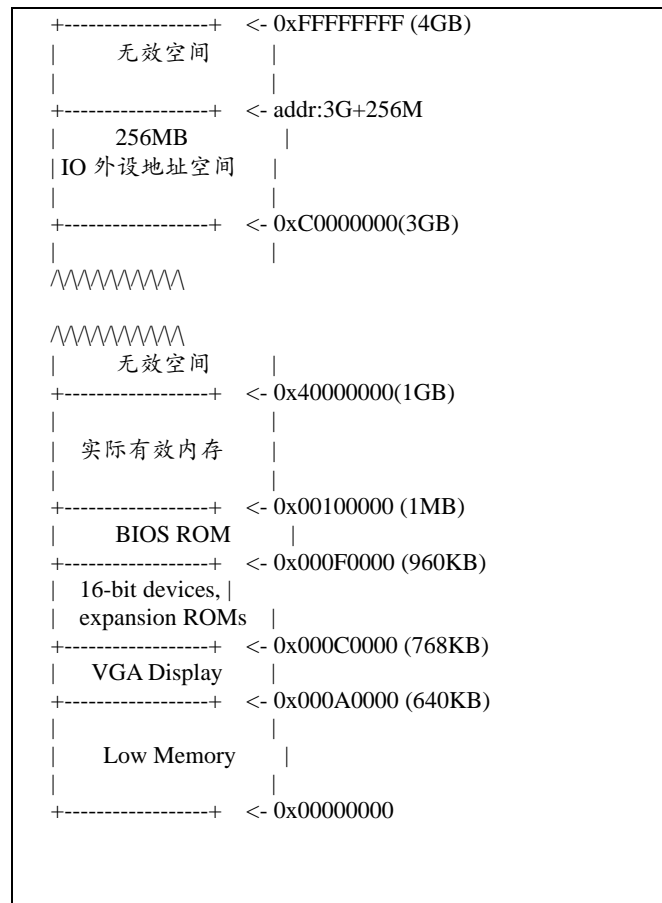 +------------------+ <- 0xFFFFFFFF (4GB)
| 无效空间 |
| |
+------------------+ <- addr:3G+256M
| 256MB |
| IO 外设地址空间 |
| |
+------------------+ <- 0xC0000000(3GB)
| |
/\/\/\/\/\/\/\/\/\/\
/\/\/\/\/\/\/\/\/\/\
| 无效空间 |
+------------------+ <- 0x40000000(1GB)
| |
| 实际有效内存 |
| |
+------------------+ <- 0x00100000 (1MB)
| BIOS ROM |
+------------------+ <- 0x000F0000 (960KB)
| 16-bit devices, |
| expansion ROMs |
+------------------+ <- 0x000C0000 (768KB)
| VGA Display |
+------------------+ <- 0x000A0000 (640KB)
| |
| Low Memory |
| |
+------------------+ <- 0x00000000